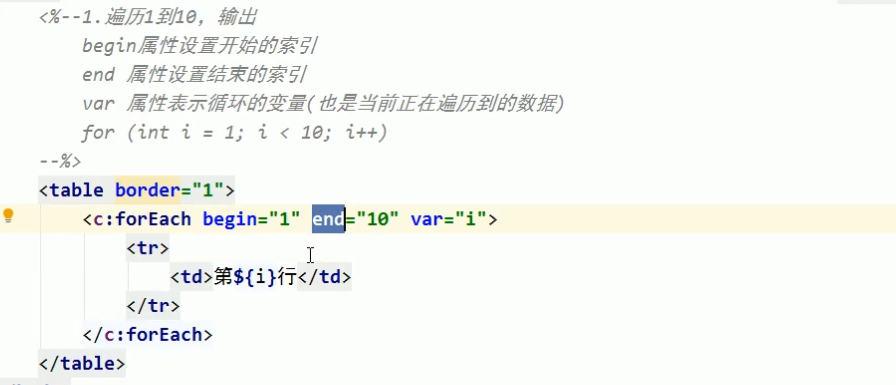 <%--1.遍历1到10，输出
begin属性设置开始的索引
end 属性设置结束的索引
var 属性表示循环的变量(也是当前正在遍历到的数据)
for (int i = 1; i < 10; i++)
--%>
<table border="1">
<c:forEach begin="1" end="10" var="i">
<tr>
<td>第${i}行</td>
</tr>
</c:forEach>
</table>